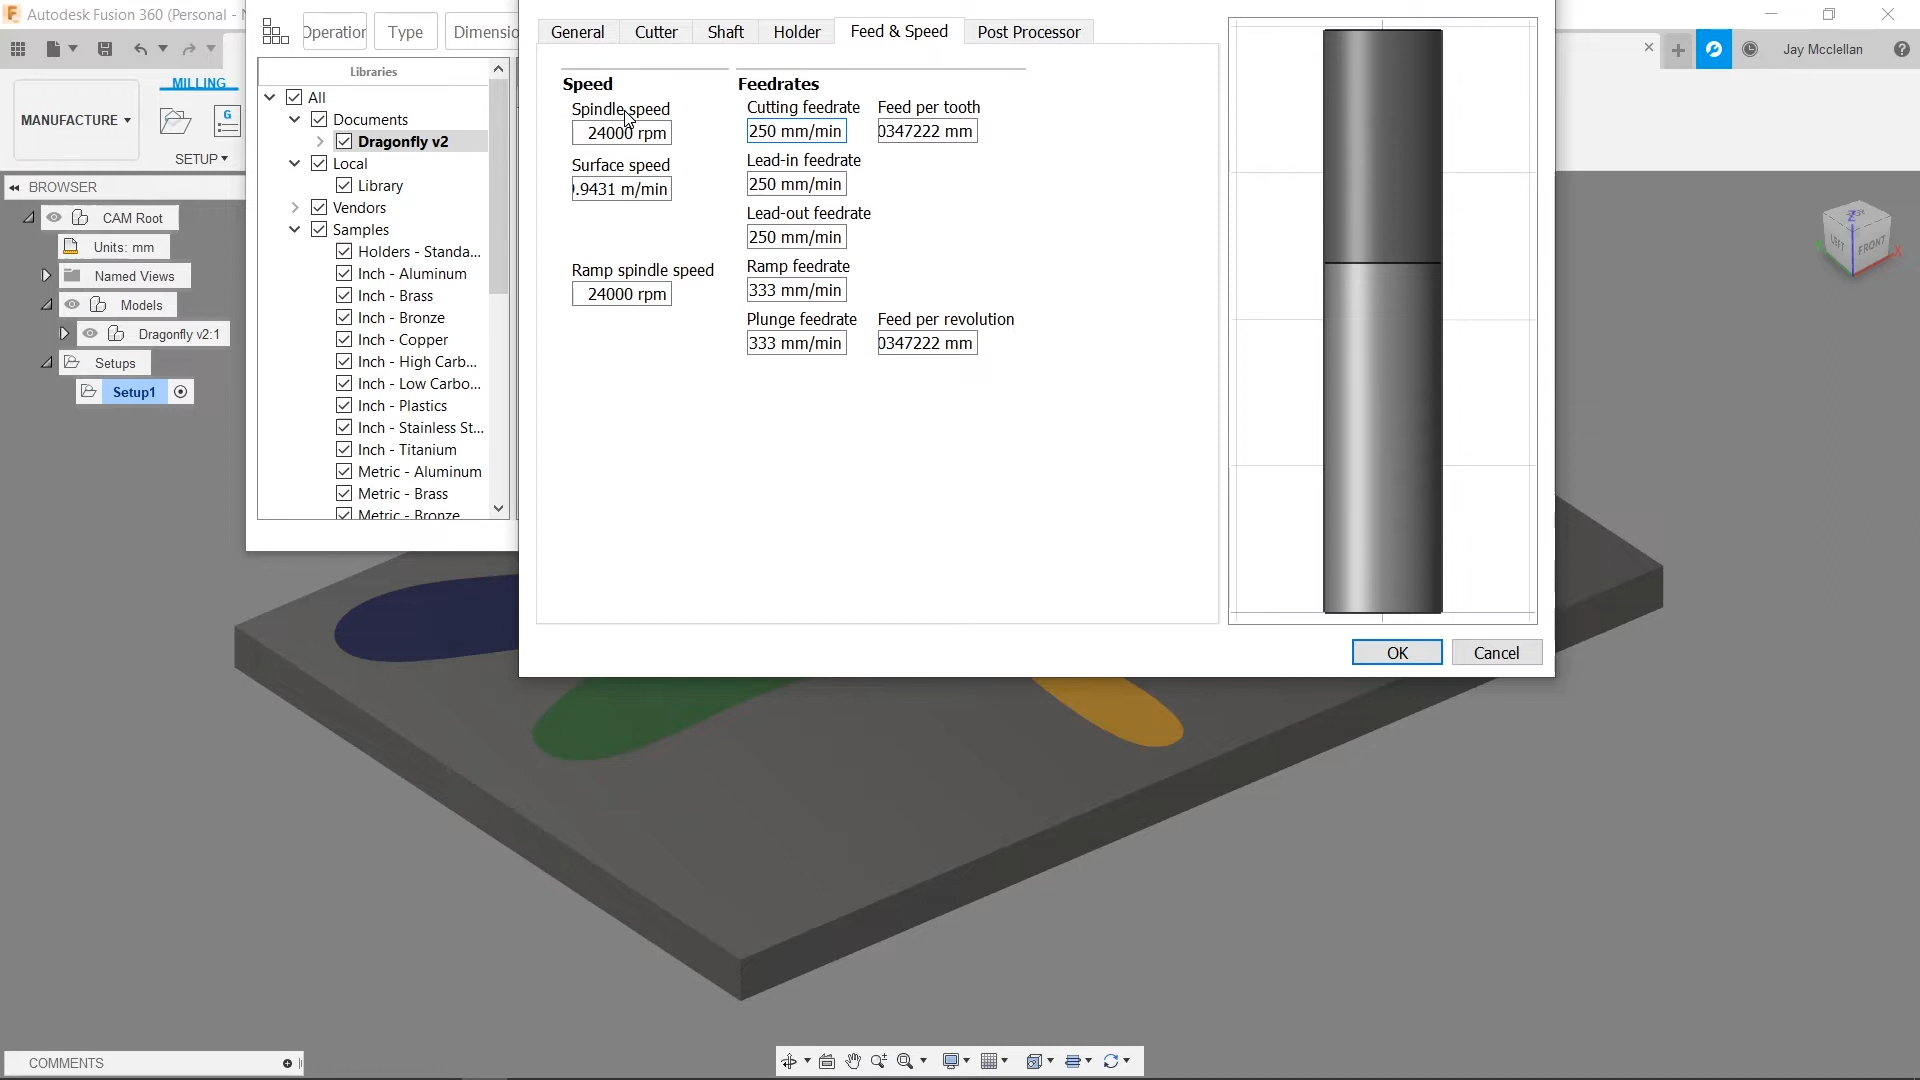 Autodesk Fusion 360 (Personal - N
Jay Mcclellan
MILLING
MANUFACTURE
G
SETUP
BROWSER
CAM Root
Units: mm
Named Views
Models
Dragonfly v2:1
Setups
Setup1
Operation
Type
Dimensio
Libraries
All
Documents
Dragonfly v2
Local
Library
Vendors
Samples
Holders - Standa...
Inch - Aluminum
Inch - Brass
Inch - Bronze
Inch - Copper
Inch - High Carb...
Inch - Low Carbo...
Inch - Plastics
Inch - Stainless St...
Inch - Titanium
Metric - Aluminum
Metric - Brass
Metric - Bronze
General
Cutter
Shaft
Holder
Feed & Speed
Post Processor
Speed
Spindle speed
24000 rpm
Surface speed
.9431 m/min
Ramp spindle speed
24000 rpm
Feedrates
Cutting feedrate
250 mm/min
Feed per tooth
0347222 mm
Lead-in feedrate
250 mm/min
Lead-out feedrate
250 mm/min
Ramp feedrate
333 mm/min
Plunge feedrate
333 mm/min
Feed per revolution
0347222 mm
OK
Cancel
Z
LEFT
FRONT
X
COMMENTS